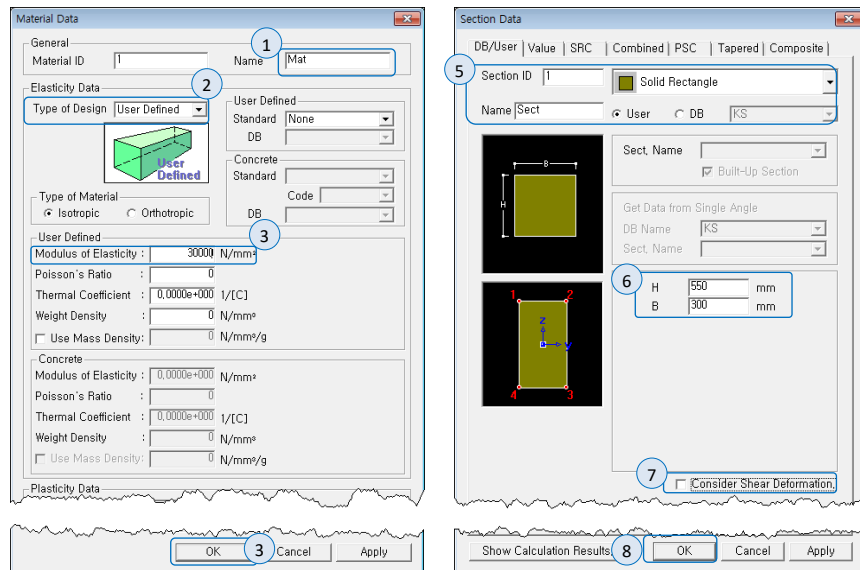 Material Data
General
Material ID 1
1
Name Mat
Elasticity Data
2
Type of Design User Defined
User Defined
Standard None
DB
User
Defined
Concrete
Standard
Code
DB
Type of Material
Isotropic Orthotropic
User Defined
3
Modulus of Elasticity : 30000 N/mm²
Poisson's Ratio : 0
Thermal Coefficient : 0,0000e+000 1/[C]
Weight Density : 0 N/mm³
Use Mass Density: 0 N/mm³/g
Concrete
Modulus of Elasticity : 0,0000e+000 N/mm²
Poisson's Ratio : 0
Thermal Coefficient : 0,0000e+000 1/[C]
Weight Density : 0 N/mm³
Use Mass Density: 0 N/mm³/g
Plasticity Data
OK 3 Cancel Apply
Section Data
DB/User Value SRC Combined PSC Tapered Composite
5
Section ID 1
Solid Rectangle
Name Sect
User DB KS
B
H
Sect, Name
Built-Up Section
Get Data from Single Angle
DB Name KS
Sect, Name
6
H 550 mm
B 300 mm
1 2
z
y
4 3
7
Consider Shear Deformation,
Show Calculation Results, 8 OK Cancel Apply